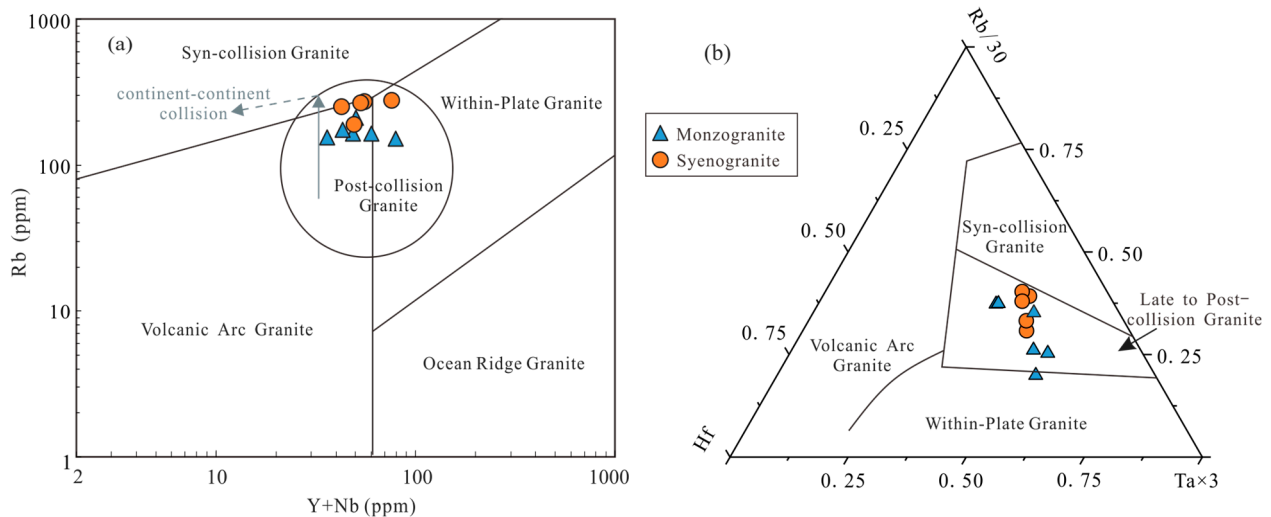 (a)
1000
100
10
1
Rb (ppm)
Syn-collision Granite
continent-continent
collision
Within-Plate Granite
Post-collision
Granite
Volcanic Arc Granite
Ocean Ridge Granite
2
10
100
1000
Y+Nb (ppm)
(b)
Monzogranite
Syenogranite
Rb/30
0.25
0.75
0.50
0.50
0.75
0.25
Syn-collision
Granite
Late to Post-
collision Granite
Volcanic Arc
Granite
Within-Plate Granite
Hf
0.25
0.50
0.75
Ta×3